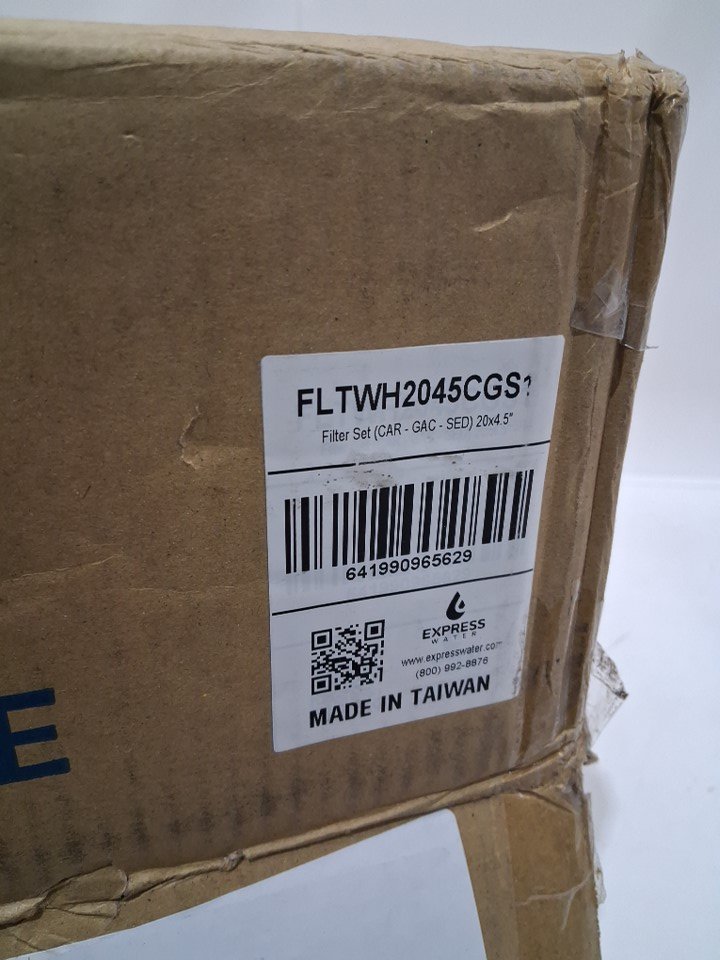 FLTWH2045CGS
Filter Set (CAR - GAC - SED) 20x4.5"
641990965629
EXPRESS
WATER
www.expresswater.com
(800) 992-8876
MADE IN TAIWAN
E